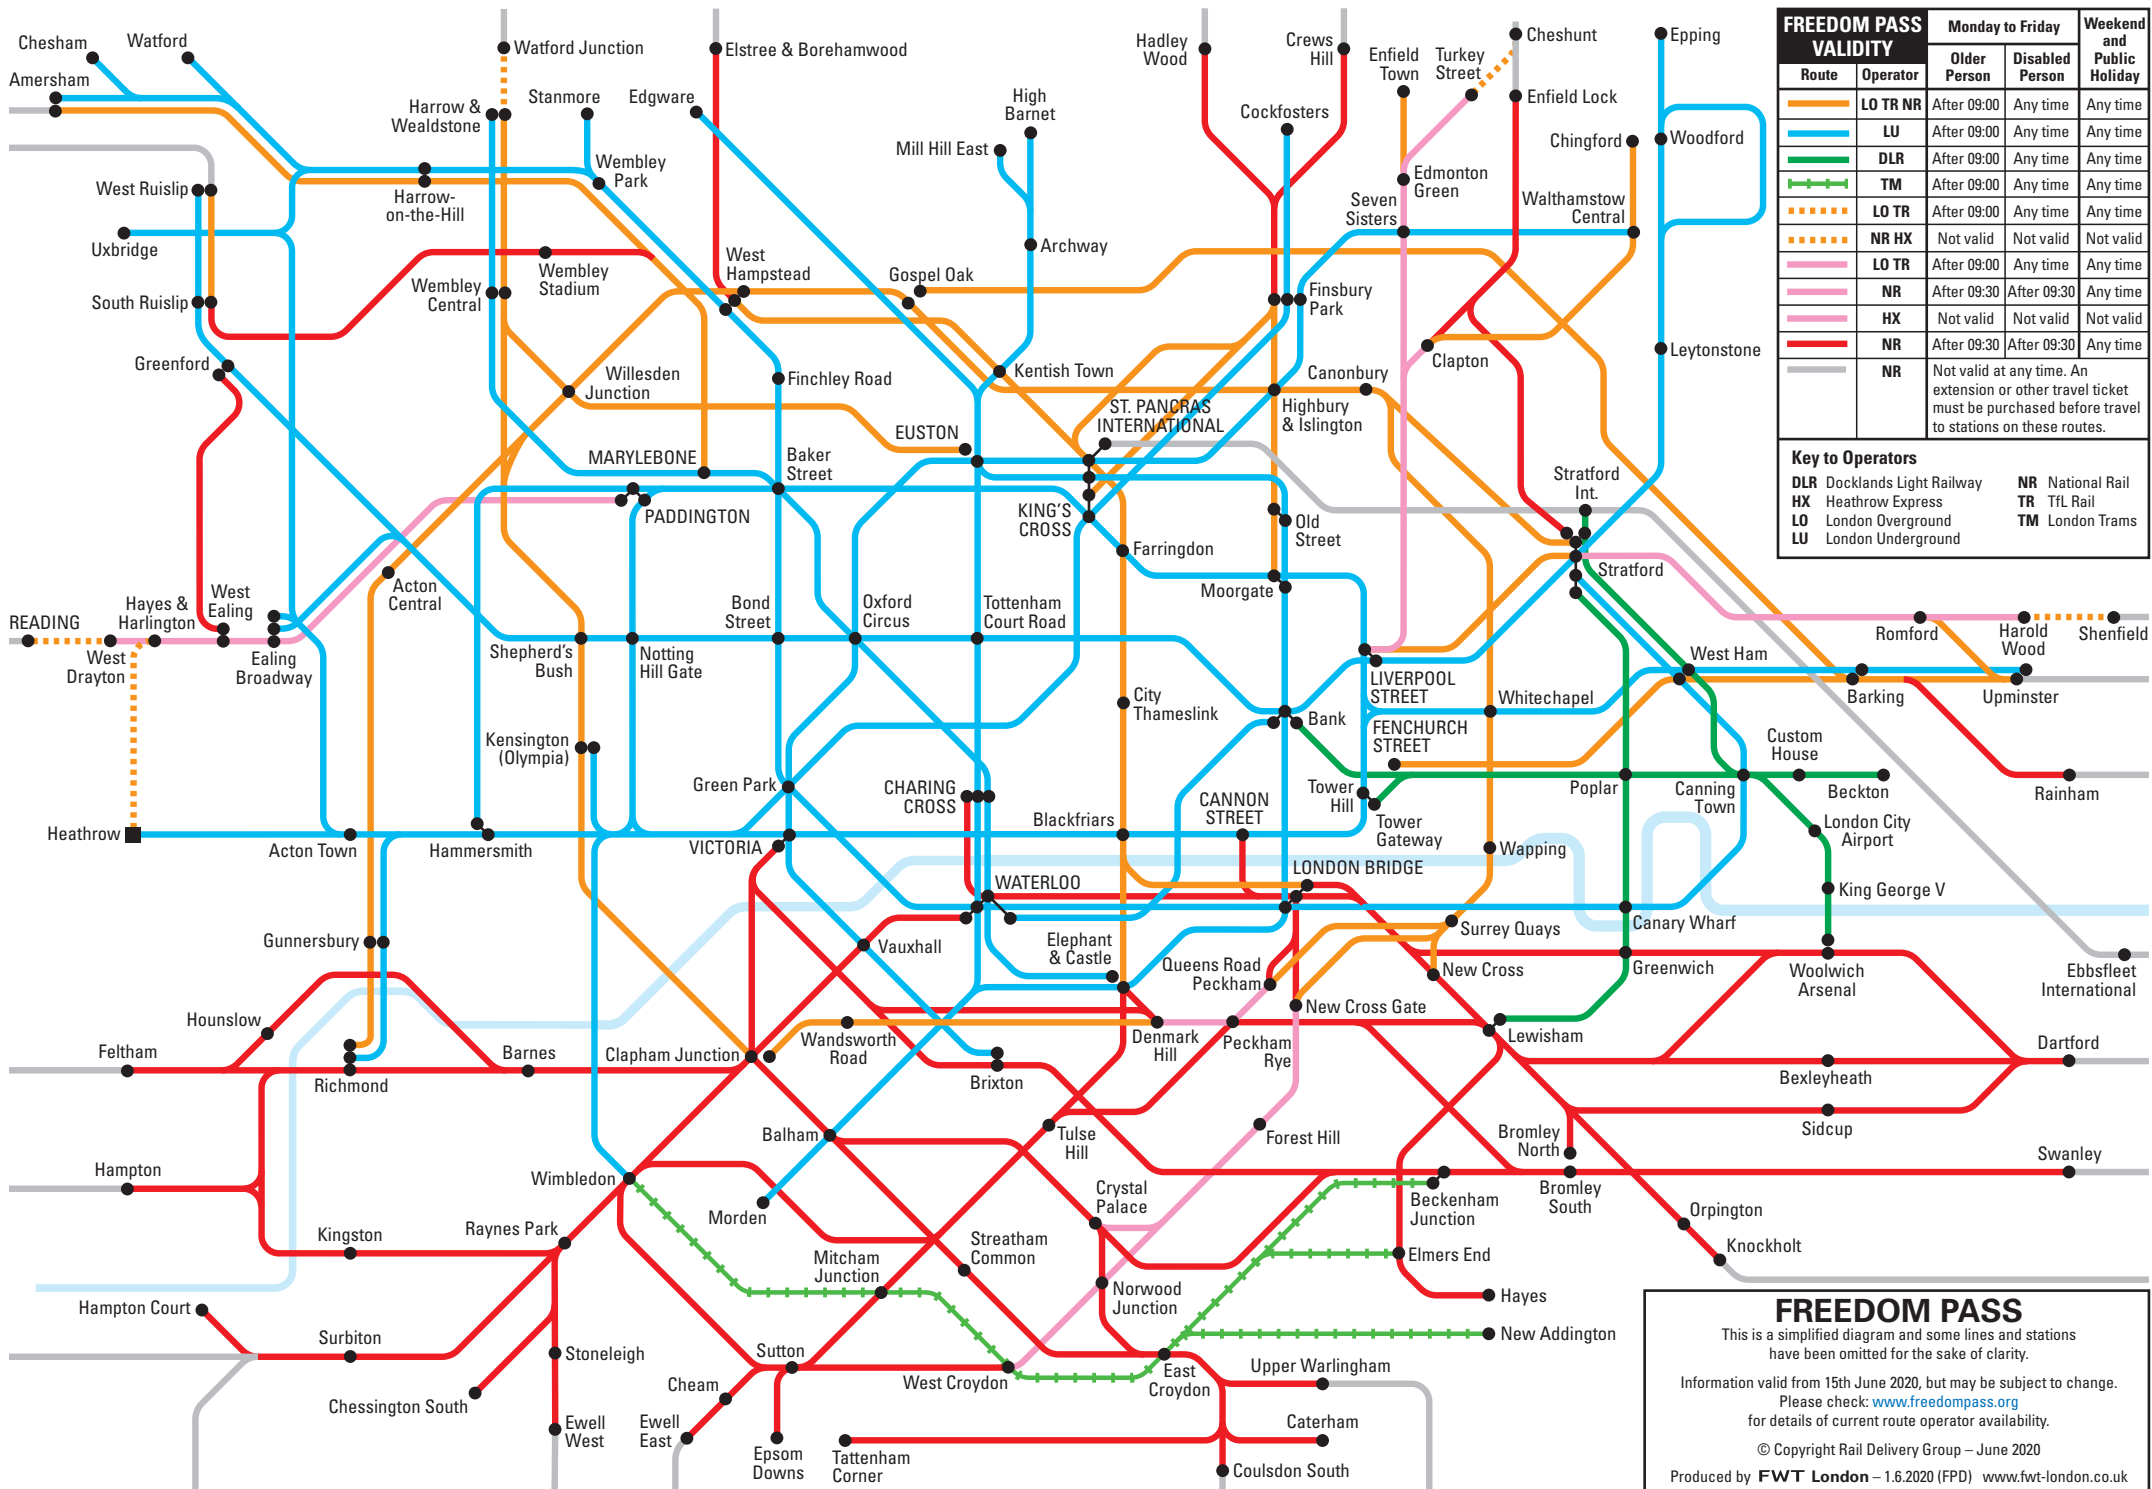 Chesham
Watford
Amersham
Watford Junction
Elstree & Borehamwood
Hadley
Wood
Crews
Hill
Enfield
Town
Turkey
Street
Cheshunt
Epping
Harrow &
Wealdstone
Stanmore
Edgware
High
Barnet
Cockfosters
Enfield Lock
Chingford
Woodford
Mill Hill East
Wembley
Park
West Ruislip
Harrow-
on-the-Hill
Edmonton
Green
Seven
Sisters
Walthamstow
Central
Uxbridge
Archway
Wembley
Stadium
West
Hampstead
Gospel Oak
Wembley
Central
South Ruislip
Finsbury
Park
Greenford
Clapton
Leytonstone
Willesden
Junction
Finchley Road
Kentish Town
Canonbury
ST. PANCRAS
INTERNATIONAL
Highbury
& Islington
EUSTON
MARYLEBONE
Baker
Street
Stratford
Int.
PADDINGTON
KING'S
CROSS
Old
Street
Farringdon
Stratford
Moorgate
Acton
Central
West
Ealing
Hayes &
Harlington
READING
West
Drayton
Ealing
Broadway
Bond
Street
Oxford
Circus
Tottenham
Court Road
Shepherd's
Bush
Notting
Hill Gate
Romford
Harold
Wood
Shenfield
West Ham
LIVERPOOL
STREET
Whitechapel
Barking
Upminster
City
Thameslink
Bank
FENCHURCH
STREET
Kensington
(Olympia)
Custom
House
Green Park
CHARING
CROSS
CANNON
STREET
Tower
Hill
Poplar
Canning
Town
Beckton
Rainham
Blackfriars
Tower
Gateway
London City
Airport
Heathrow
Acton Town
Hammersmith
VICTORIA
Wapping
LONDON BRIDGE
WATERLOO
King George V
Gunnersbury
Vauxhall
Elephant
& Castle
Surrey Quays
Canary Wharf
Queens Road
Peckham
New Cross
Greenwich
Woolwich
Arsenal
Ebbsfleet
International
Hounslow
New Cross Gate
Feltham
Richmond
Barnes
Clapham Junction
Wandsworth
Road
Brixton
Denmark
Hill
Peckham
Rye
Lewisham
Bexleyheath
Dartford
Balham
Tulse
Hill
Forest Hill
Bromley
North
Sidcup
Hampton
Wimbledon
Morden
Crystal
Palace
Beckenham
Junction
Bromley
South
Swanley
Raynes Park
Kingston
Mitcham
Junction
Streatham
Common
Elmers End
Orpington
Knockholt
Hampton Court
Norwood
Junction
Hayes
Surbiton
Stoneleigh
Sutton
West Croydon
East
Croydon
New Addington
Upper Warlingham
Chessington South
Cheam
Ewell
West
Ewell
East
Epsom
Downs
Tattenham
Corner
Caterham
Coulsdon South
FREEDOM PASS
VALIDITY
Monday to Friday
Weekend
and
Public
Holiday
Route Operator Older
Person Disabled
Person
LO TR NR After 09:00 Any time Any time
LU After 09:00 Any time Any time
DLR After 09:00 Any time Any time
TM After 09:00 Any time Any time
LO TR After 09:00 Any time Any time
NR HX Not valid Not valid Not valid
LO TR After 09:00 Any time Any time
NR After 09:30 After 09:30 Any time
HX Not valid Not valid Not valid
NR After 09:30 After 09:30 Any time
NR Not valid at any time. An
extension or other travel ticket
must be purchased before travel
to stations on these routes.
Key to Operators
DLR Docklands Light Railway NR National Rail
HX Heathrow Express TR TfL Rail
LO London Overground TM London Trams
LU London Underground
FREEDOM PASS
This is a simplified diagram and some lines and stations
have been omitted for the sake of clarity.
Information valid from 15th June 2020, but may be subject to change.
Please check: www.freedompass.org
for details of current route operator availability.
© Copyright Rail Delivery Group – June 2020
Produced by FWT London – 1.6.2020 (FPD) www.fwt-london.co.uk